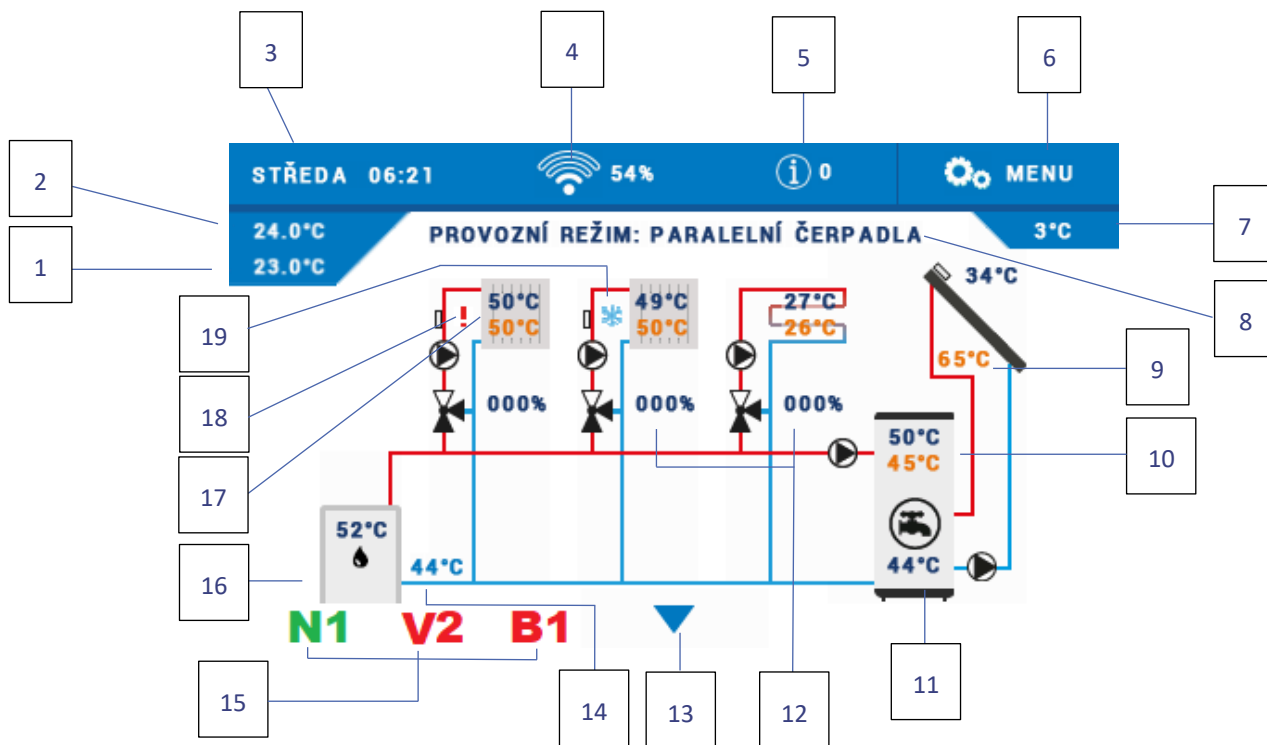 3 4 5 6
STŘEDA 06:21 54% i 0 MENU
2
24.0°C PROVOZNÍ REŽIM: PARALELNÍ ČERPADLA 3°C
7
1
23.0°C
34°C
50°C 49°C 27°C
19 ! 50°C 50°C 26°C
8
65°C 9
18
000% 000% 000%
50°C
45°C 10
17
52°C
16 44°C 44°C
N1 V2 B1
15 14 13 12 11